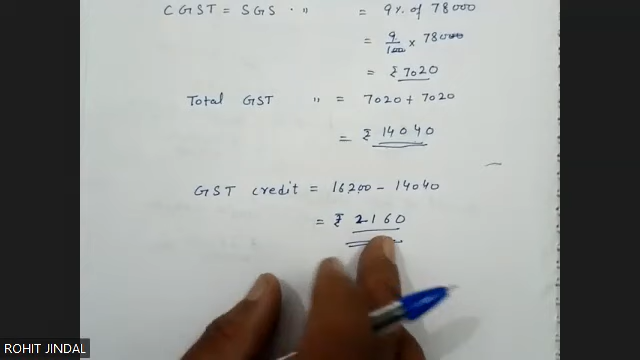 CGST = SGS " = 9% of 78000
= 9/100 x 78000
= ₹ 7020
Total GST " = 7020 + 7020
= ₹ 14040
GST credit = 16200 - 14040
= ₹ 2160
ROHIT JINDAL